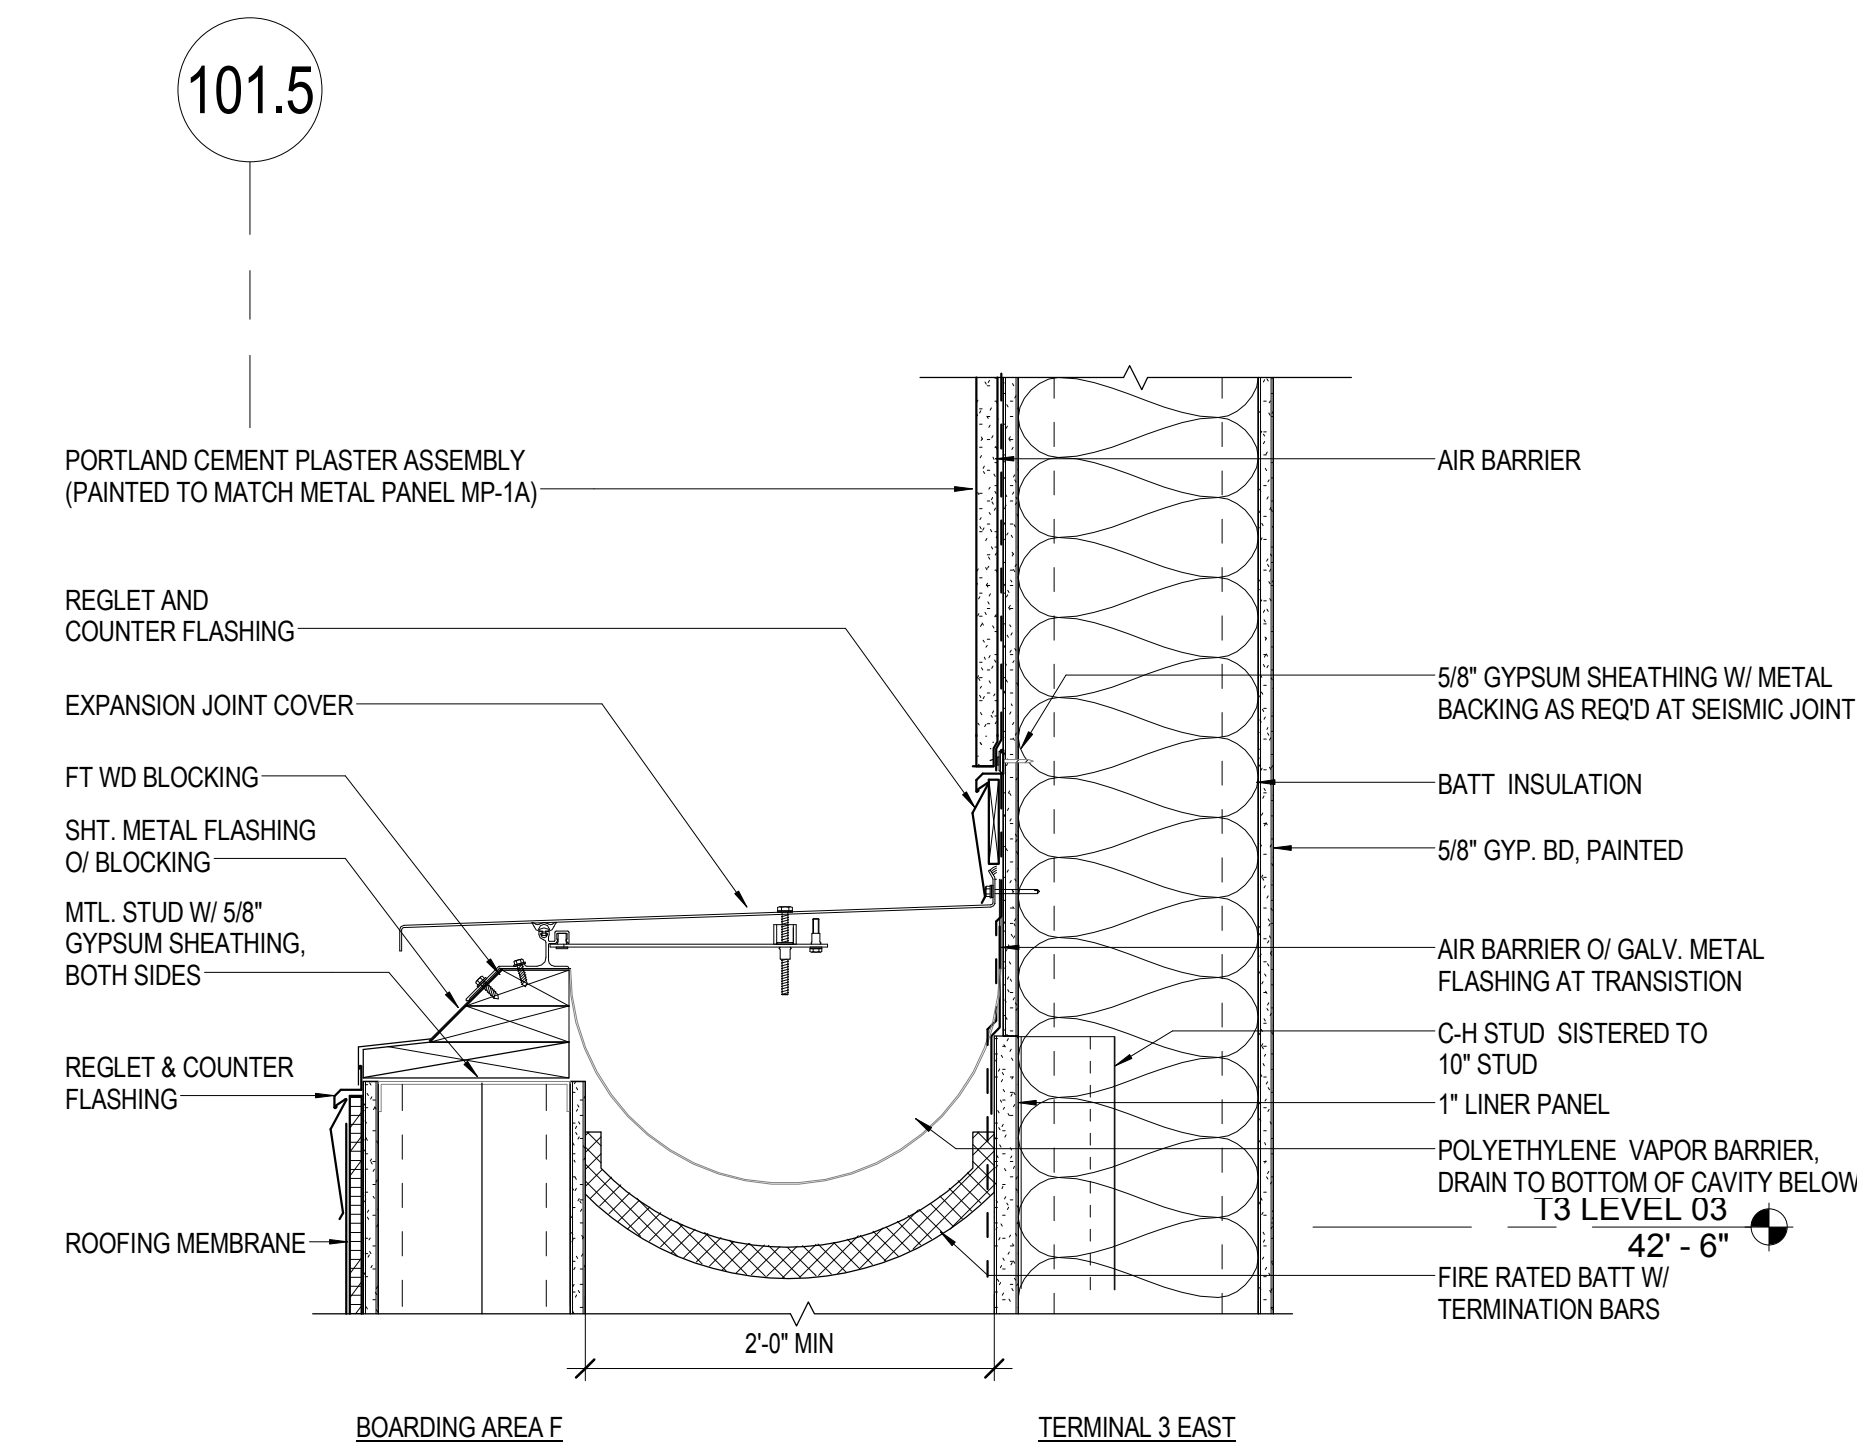 101.5
PORTLAND CEMENT PLASTER ASSEMBLY
(PAINTED TO MATCH METAL PANEL MP-1A)
REGLET AND
COUNTER FLASHING
EXPANSION JOINT COVER
FT WD BLOCKING
SHT. METAL FLASHING
O/ BLOCKING
MTL. STUD W/ 5/8"
GYPSUM SHEATHING,
BOTH SIDES
REGLET & COUNTER
FLASHING
ROOFING MEMBRANE
AIR BARRIER
5/8" GYPSUM SHEATHING W/ METAL
BACKING AS REQ'D AT SEISMIC JOINT
BATT INSULATION
5/8" GYP. BD, PAINTED
AIR BARRIER O/ GALV. METAL
FLASHING AT TRANSISTION
C-H STUD SISTERED TO
10" STUD
1" LINER PANEL
POLYETHYLENE VAPOR BARRIER,
DRAIN TO BOTTOM OF CAVITY BELOW
T3 LEVEL 03
42' - 6"
FIRE RATED BATT W/
TERMINATION BARS
2'-0" MIN
BOARDING AREA F
TERMINAL 3 EAST